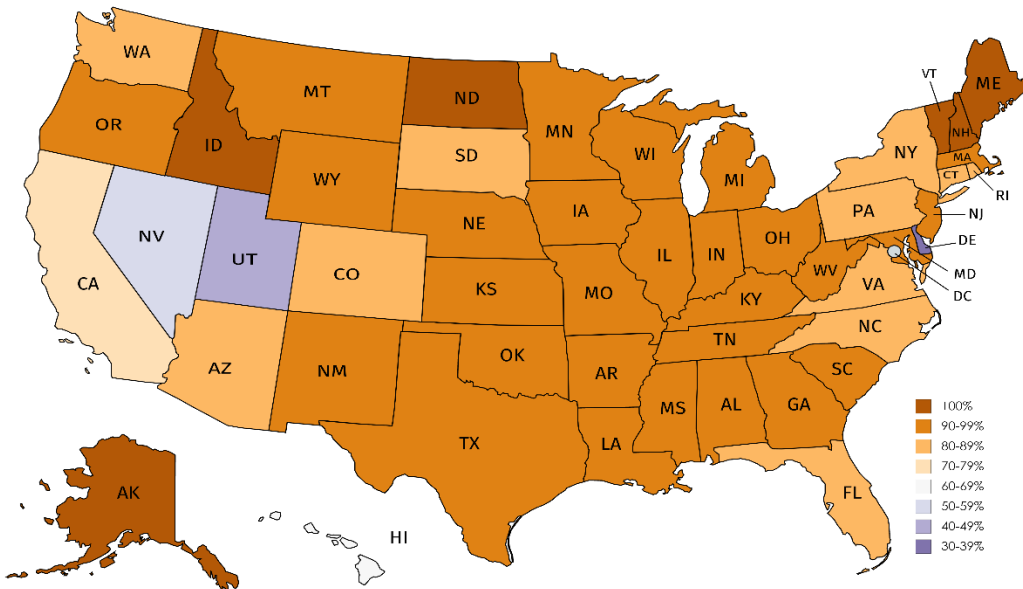 WA
MT
ND
VT
ME
OR
MN
ID
NH
SD
WI
NY
MA
WY
MI
CT
RI
NE
IA
PA
NJ
NV
OH
DE
UT
IL
IN
CO
WV
MD
CA
KS
MO
VA
DC
KY
NC
TN
OK
AZ
NM
AR
SC
MS
AL
GA
100%
90-99%
TX
LA
80-89%
70-79%
60-69%
AK
FL
50-59%
HI
40-49%
30-39%